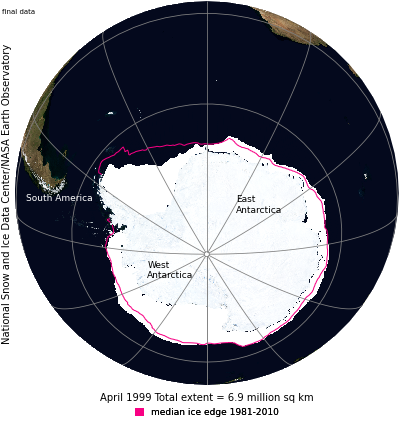 final data
National Snow and Ice Data Center/NASA Earth Observatory
South America
East
Antarctica
West
Antarctica
April 1999 Total extent = 6.9 million sq km
median ice edge 1981-2010